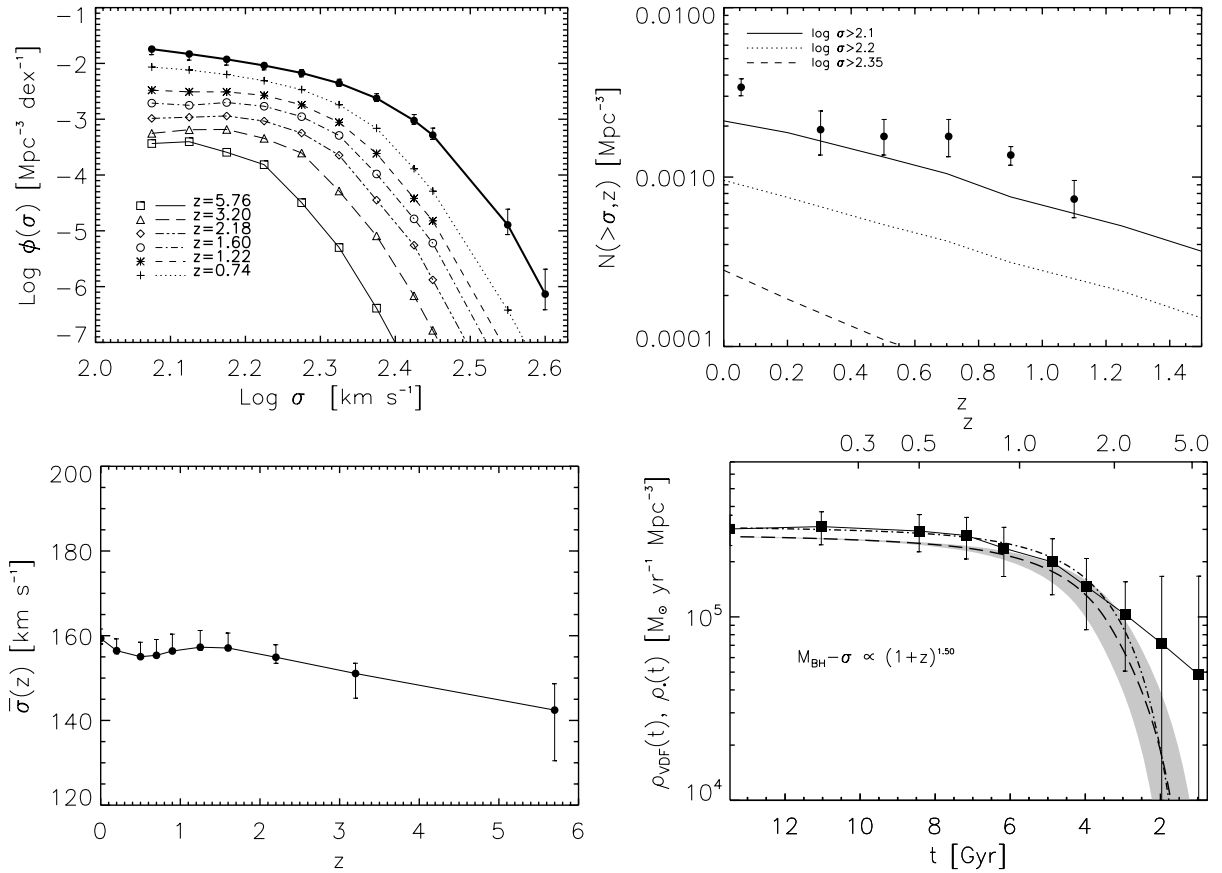 −1
−2
−3
−4
−5
−6
−7
Log ϕ(σ) [Mpc⁻³ dex⁻¹]
z=5.76
z=3.20
z=2.18
z=1.60
z=1.22
z=0.74
2.0 2.1 2.2 2.3 2.4 2.5 2.6
Log σ [km s⁻¹]
0.0100
0.0010
0.0001
N(>σ,z) [Mpc⁻³]
log σ>2.1
log σ>2.2
log σ>2.35
0.0 0.2 0.4 0.6 0.8 1.0 1.2 1.4
z
200
180
160
140
120
σ̅(z) [km s⁻¹]
0 1 2 3 4 5 6
z
z
0.3 0.5 1.0 2.0 5.0
10⁵
10⁴
ρ_VDF(t), ρ_•(t) [M_⊙ yr⁻¹ Mpc⁻³]
M_BH−σ ∝ (1+z)^1.50
12 10 8 6 4 2
t [Gyr]